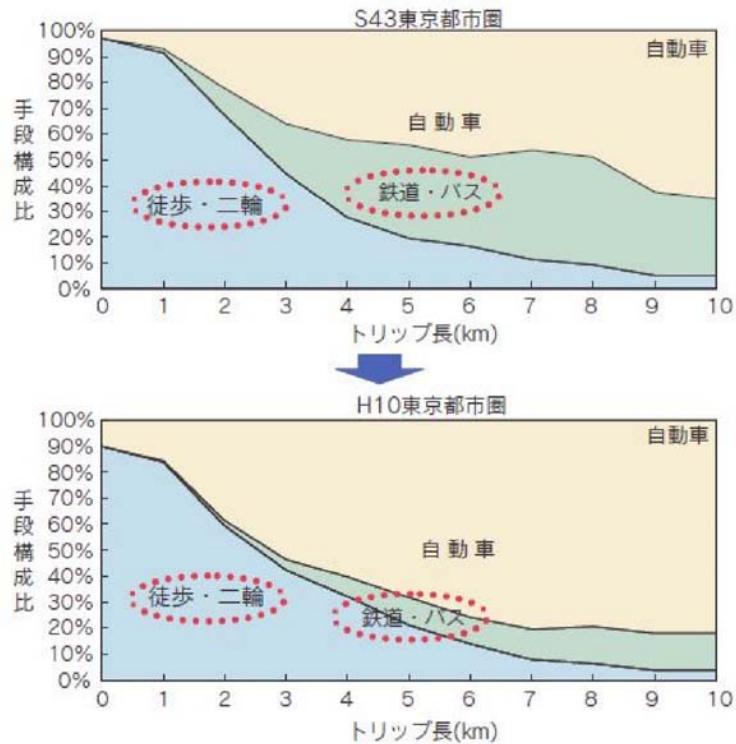 S43東京都市圏
手段構成比
100%
90%
80%
70%
60%
50%
40%
30%
20%
10%
0%
自動車
自動車
徒歩・二輪
鉄道・バス
0 1 2 3 4 5 6 7 8 9 10
トリップ長(km)
H10東京都市圏
手段構成比
100%
90%
80%
70%
60%
50%
40%
30%
20%
10%
0%
自動車
自動車
徒歩・二輪
鉄道・バス
0 1 2 3 4 5 6 7 8 9 10
トリップ長(km)